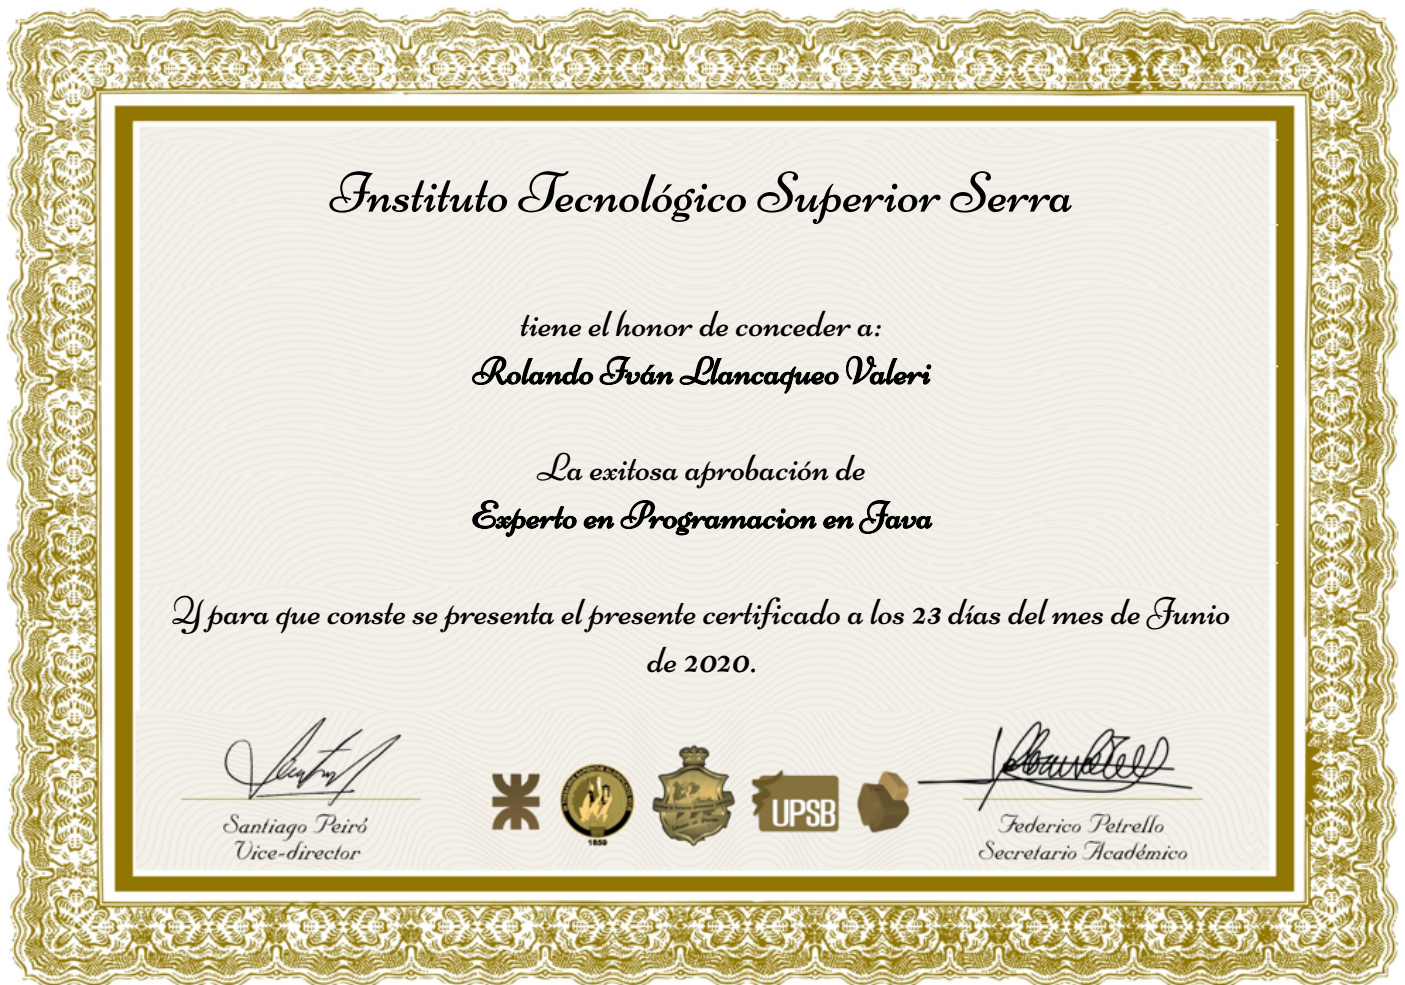 Instituto Tecnológico Superior Serra
tiene el honor de conceder a:
Rolando Iván Llancaqueo Valeri
La exitosa aprobación de
Experto en Programacion en Java
Y para que conste se presenta el presente certificado a los 23 días del mes de Junio
de 2020.
UPSB
1859
Santiago Peiró
Vice-director
Federico Petrello
Secretario Académico